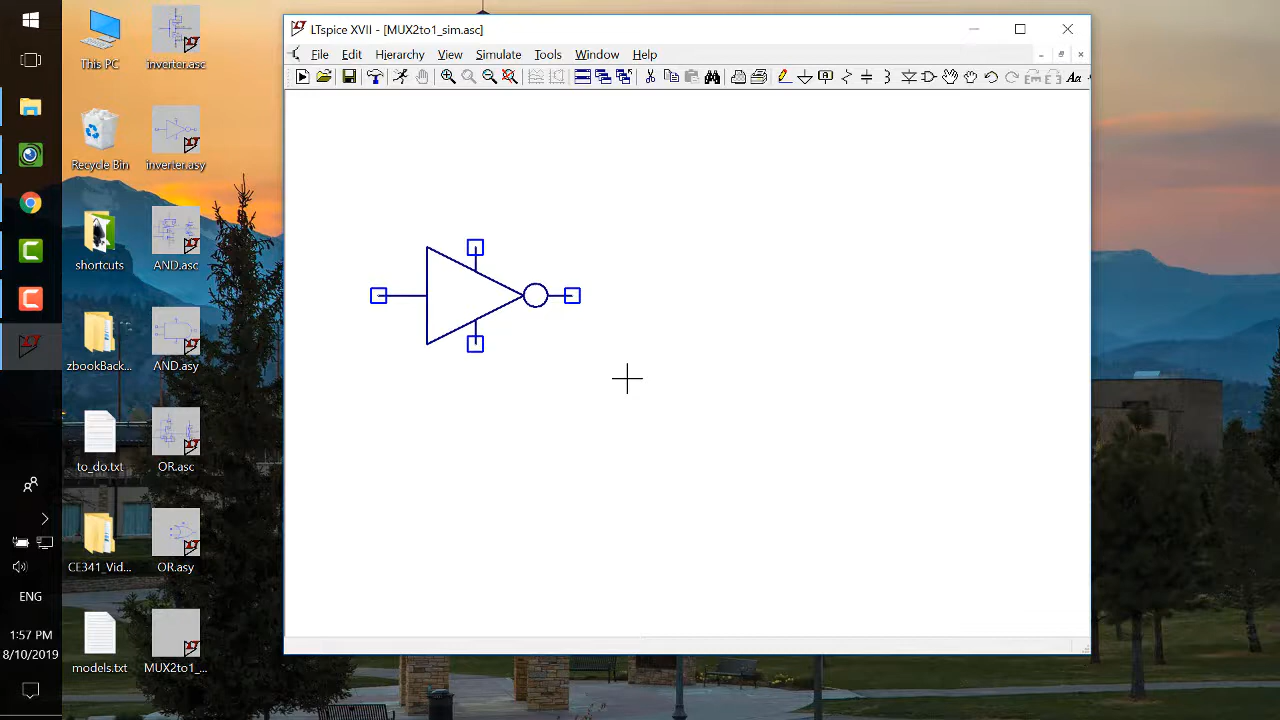 This PC
inverter.asc
Recycle Bin
inverter.asy
shortcuts
AND.asc
zbookBack...
AND.asy
to_do.txt
OR.asc
CE341_Vid...
OR.asy
models.txt
MUX2to1_...
ENG
1:57 PM
8/10/2019
LTspice XVII - [MUX2to1_sim.asc]
File Edit Hierarchy View Simulate Tools Window Help
Aa